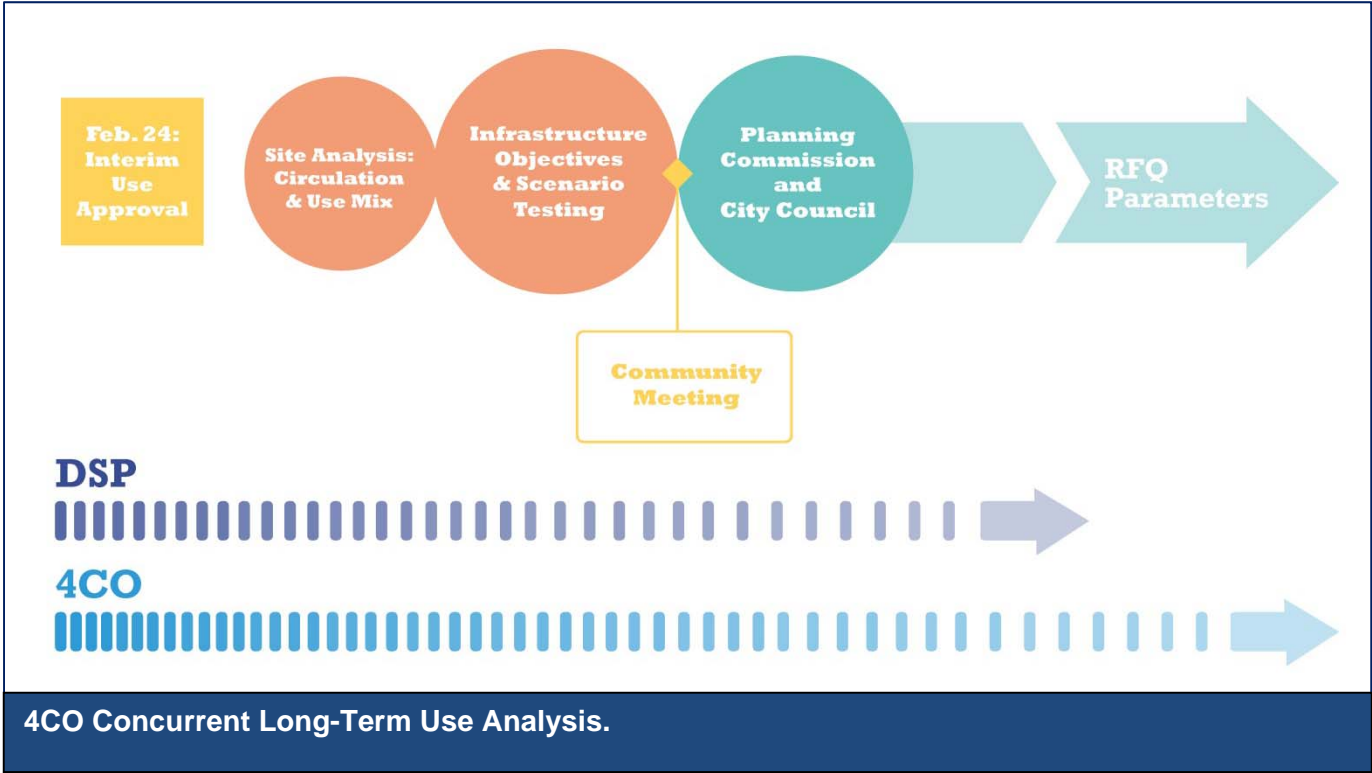 Feb. 24:
Interim
Use
Approval
Site Analysis:
Circulation
& Use Mix
Infrastructure
Objectives
& Scenario
Testing
Planning
Commission
and
City Council
RFQ
Parameters
Community
Meeting
DSP
4CO
4CO Concurrent Long-Term Use Analysis.